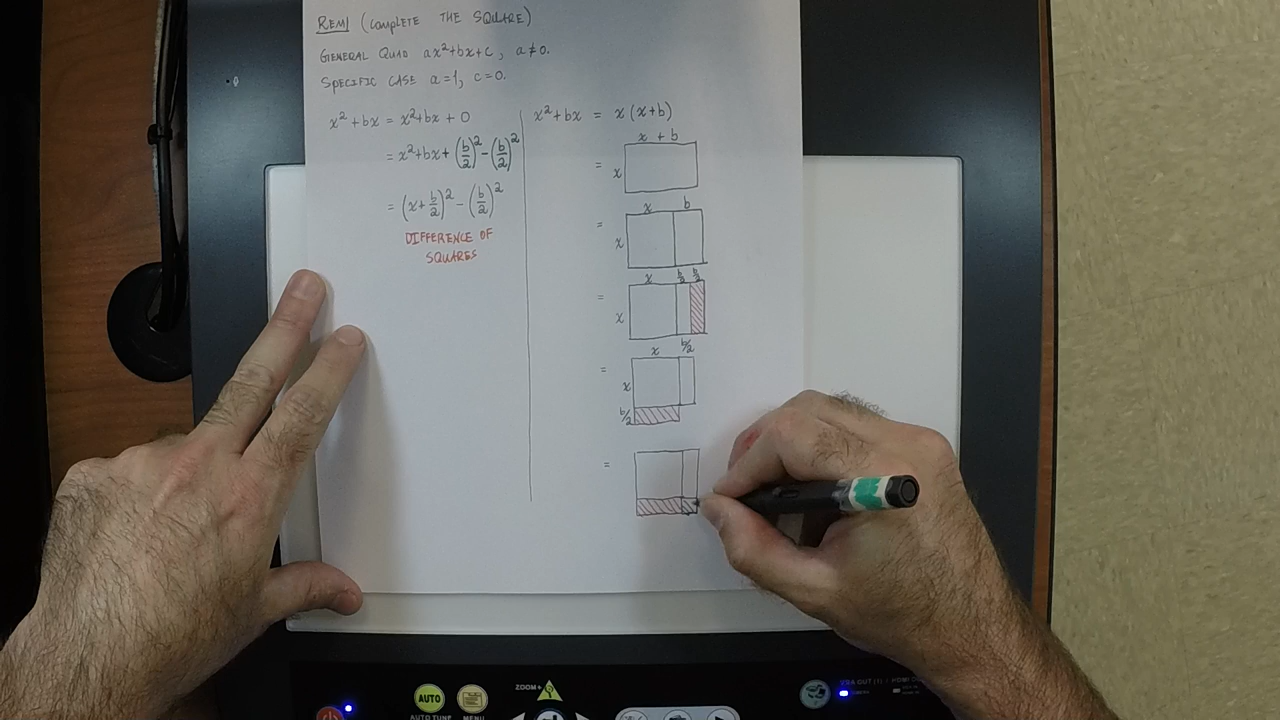 REM (COMPLETE THE SQUARE)
GENERAL QUAD ax²+bx+c, a≠0.
SPECIFIC CASE a=1, c=0.
x²+bx = x²+bx+0
= x²+bx+(b/2)²-(b/2)²
= (x+b/2)²-(b/2)²
DIFFERENCE OF
SQUARES
x²+bx = x(x+b)
x + b
= x
x b
= x
x b/2 b/2
= x
x b/2
= x
b/2
=
ZOOM+
AUTO
AUTO TUNE MENU